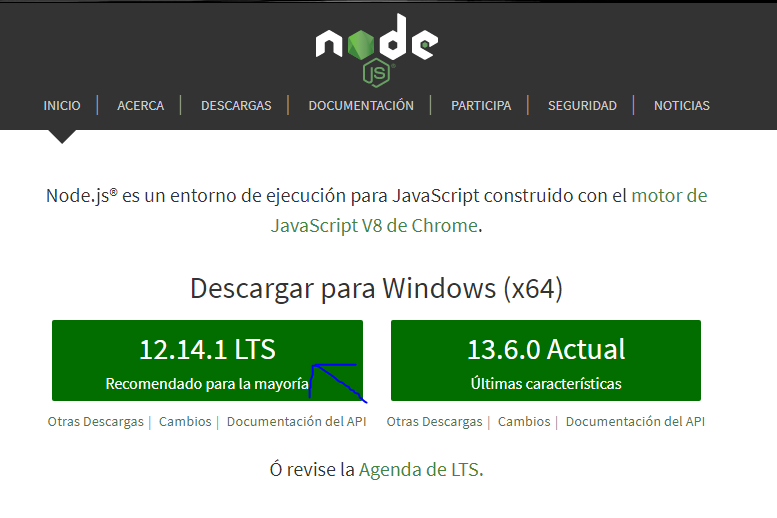 node
JS
INICIO | ACERCA | DESCARGAS | DOCUMENTACIÓN | PARTICIPA | SEGURIDAD | NOTICIAS
Node.js® es un entorno de ejecución para JavaScript construido con el motor de
JavaScript V8 de Chrome.
Descargar para Windows (x64)
12.14.1 LTS
Recomendado para la mayoría
13.6.0 Actual
Últimas características
Otras Descargas | Cambios | Documentación del API
Otras Descargas | Cambios | Documentación del API
Ó revise la Agenda de LTS.